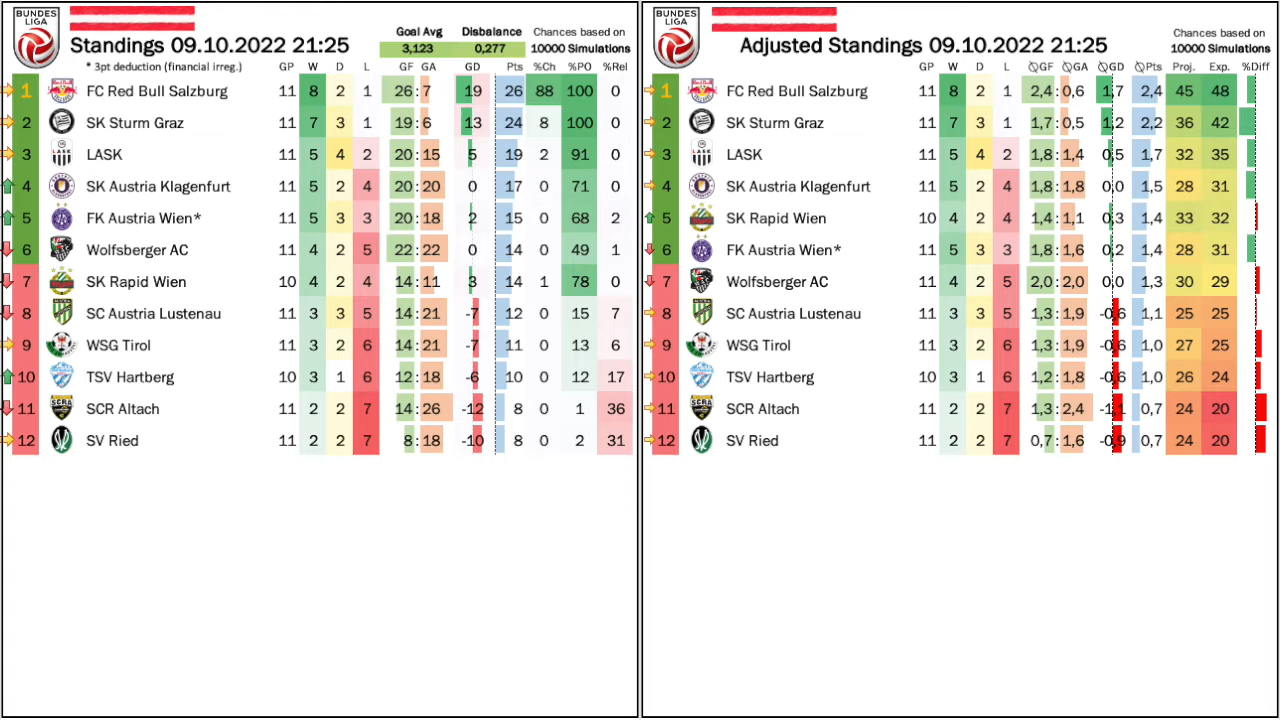 BUNDES
LIGA
Standings 09.10.2022 21:25
Goal Avg Disbalance Chances based on
3,123 0,277 10000 Simulations
* 3pt deduction (financial irreg.) GP W D L GF GA GD Pts %Ch %PO %Rel
1 FC Red Bull Salzburg 11 8 2 1 26 : 7 19 26 88 100 0
2 SK Sturm Graz 11 7 3 1 19 : 6 13 24 8 100 0
3 LASK 11 5 4 2 20 : 15 5 19 2 91 0
4 SK Austria Klagenfurt 11 5 2 4 20 : 20 0 17 0 71 0
5 FK Austria Wien* 11 5 3 3 20 : 18 2 15 0 68 2
6 Wolfsberger AC 11 4 2 5 22 : 22 0 14 0 49 1
7 SK Rapid Wien 10 4 2 4 14 : 11 3 14 1 78 0
8 SC Austria Lustenau 11 3 3 5 14 : 21 -7 12 0 15 7
9 WSG Tirol 11 3 2 6 14 : 21 -7 11 0 13 6
10 TSV Hartberg 10 3 1 6 12 : 18 -6 10 0 12 17
11 SCR Altach 11 2 2 7 14 : 26 -12 8 0 1 36
12 SV Ried 11 2 2 7 8 : 18 -10 8 0 2 31
BUNDES
LIGA
Adjusted Standings 09.10.2022 21:25
Chances based on
10000 Simulations
GP W D L ∅GF ∅GA ∅GD ∅Pts Proj. Exp. %Diff
1 FC Red Bull Salzburg 11 8 2 1 2,4 : 0,6 1,7 2,4 45 48
2 SK Sturm Graz 11 7 3 1 1,7 : 0,5 1,2 2,2 36 42
3 LASK 11 5 4 2 1,8 : 1,4 0,5 1,7 32 35
4 SK Austria Klagenfurt 11 5 2 4 1,8 : 1,8 0,0 1,5 28 31
5 SK Rapid Wien 10 4 2 4 1,4 : 1,1 0,3 1,4 33 32
6 FK Austria Wien* 11 5 3 3 1,8 : 1,6 0,2 1,4 28 31
7 Wolfsberger AC 11 4 2 5 2,0 : 2,0 0,0 1,3 30 29
8 SC Austria Lustenau 11 3 3 5 1,3 : 1,9 -0,6 1,1 25 25
9 WSG Tirol 11 3 2 6 1,3 : 1,9 -0,6 1,0 27 25
10 TSV Hartberg 10 3 1 6 1,2 : 1,8 -0,6 1,0 26 24
11 SCR Altach 11 2 2 7 1,3 : 2,4 -1,1 0,7 24 20
12 SV Ried 11 2 2 7 0,7 : 1,6 -0,9 0,7 24 20